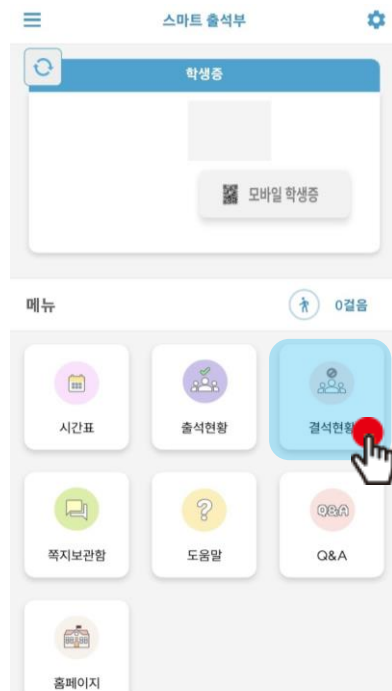 스마트 출석부
학생증
모바일 학생증
메뉴
0걸음
시간표
출석현황
결석현황
쪽지보관함
도움말
Q&A
Q&A
홈페이지